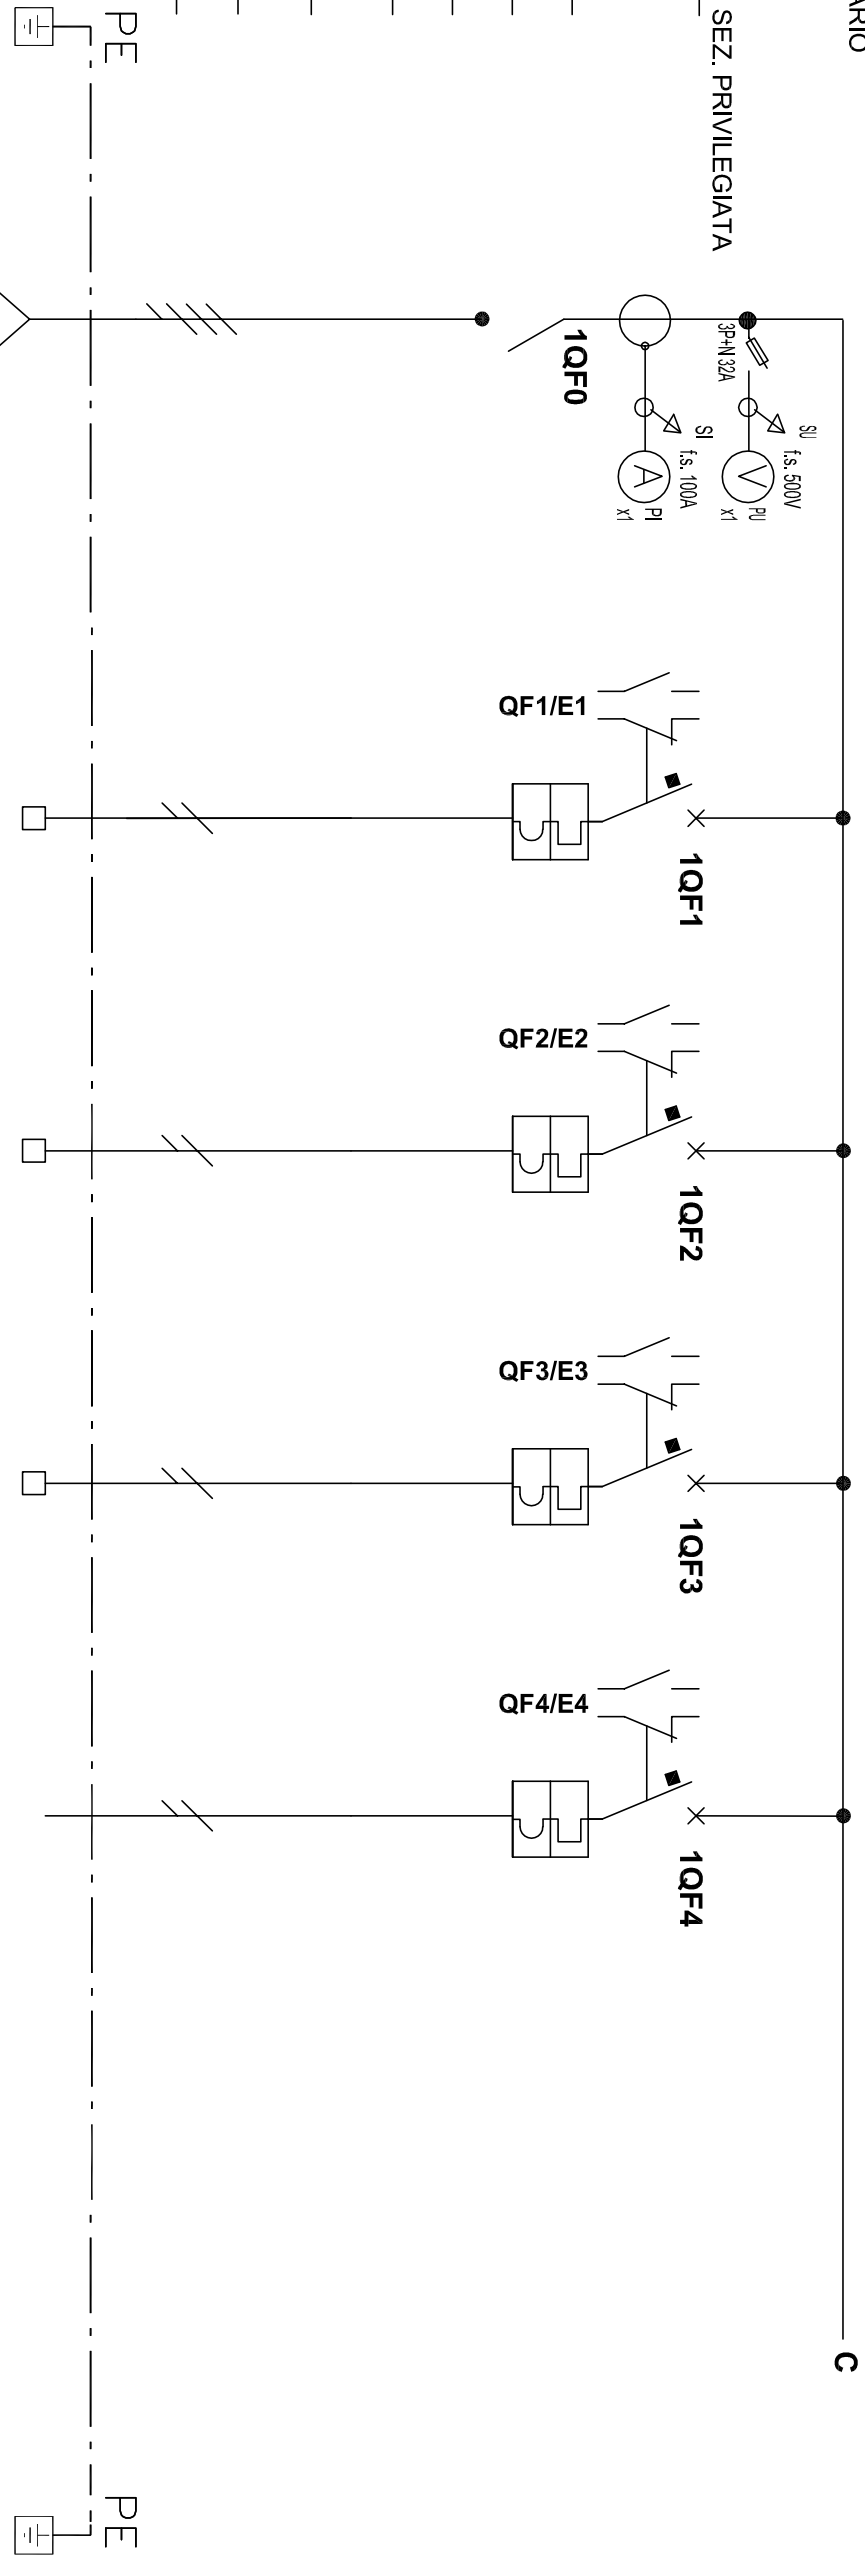 ARIO
SEZ. PRIVILEGIATA
PE
3P+N 32A
SU
f.s. 500V
V
PU
x1
SI
f.s. 100A
A
PI
x1
1QF0
QF1/E1
1QF1
QF2/E2
1QF2
QF3/E3
1QF3
QF4/E4
1QF4
C
PE